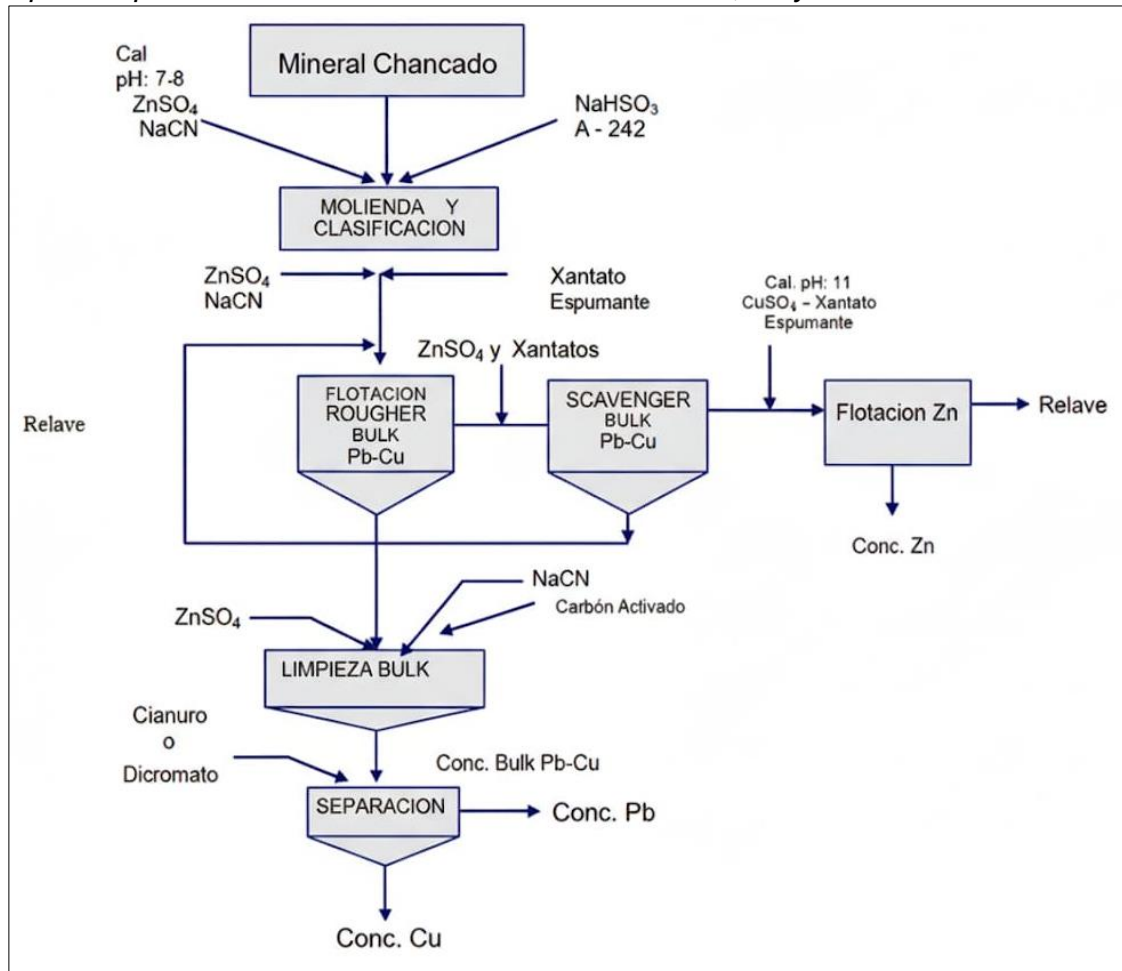 Cal
pH: 7-8
ZnSO₄
NaCN
Mineral Chancado
NaHSO₃
A - 242
MOLIENDA Y
CLASIFICACION
ZnSO₄
NaCN
Xantato
Espumante
Cal. pH: 11
CuSO₄ – Xantato
Espumante
ZnSO₄ y Xantatos
Relave
FLOTACION
ROUGHER
BULK
Pb-Cu
SCAVENGER
BULK
Pb-Cu
Flotacion Zn
Relave
Conc. Zn
NaCN
Carbón Activado
ZnSO₄
LIMPIEZA BULK
Cianuro
o
Dicromato
Conc. Bulk Pb-Cu
SEPARACION
Conc. Pb
Conc. Cu